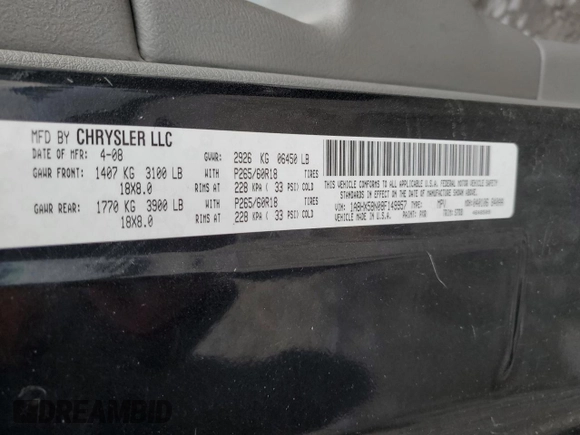 MFD BY CHRYSLER LLC
DATE OF MFR: 4-08 GVWR: 2926 KG 06450 LB
GAWR FRONT: 1407 KG 3100 LB WITH P265/60R18 TIRES
18X8.0 RIMS AT 228 KPA ( 33 PSI) COLD
GAWR REAR: 1770 KG 3900 LB WITH P265/60R18 TIRES
18X8.0 RIMS AT 228 KPA ( 33 PSI) COLD
THIS VEHICLE CONFORMS TO ALL APPLICABLE U.S.A. FEDERAL MOTOR VEHICLE SAFETY
STANDARDS IN EFFECT ON THE DATE OF MANUFACTURE SHOWN ABOVE.
VIN: TYPE: MPV
VEHICLE MADE IN U.S.A. PAINT: TRIM:
DREAMBID